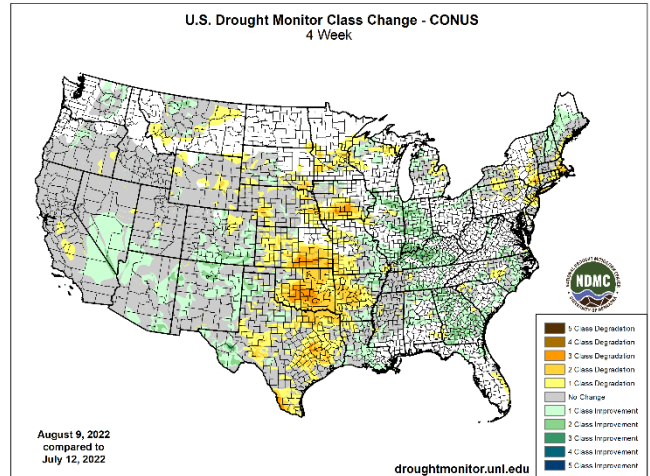 U.S. Drought Monitor Class Change - CONUS
4 Week
NDMC
5 Class Degradation
4 Class Degradation
3 Class Degradation
2 Class Degradation
1 Class Degradation
No Change
1 Class Improvement
2 Class Improvement
3 Class Improvement
4 Class Improvement
5 Class Improvement
August 9, 2022
compared to
July 12, 2022
droughtmonitor.unl.edu